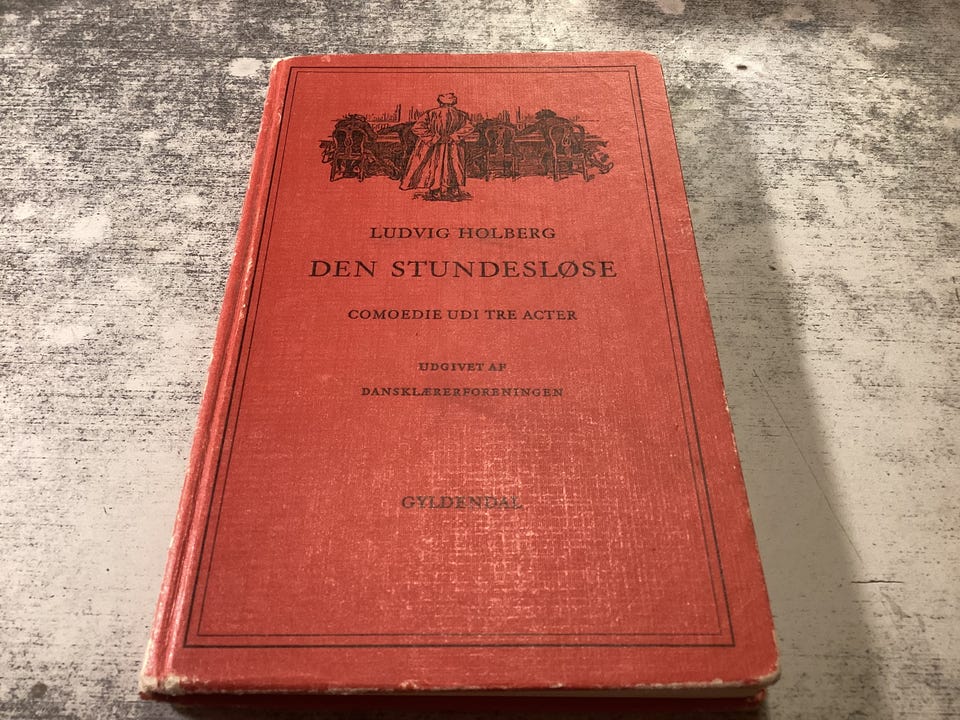 LUDVIG HOLBERG
DEN STUNDESLØSE
COMOEDIE UDI TRE ACTER
UDGIVET AF
DANSKLÆRERFORENINGEN
GYLDENDAL